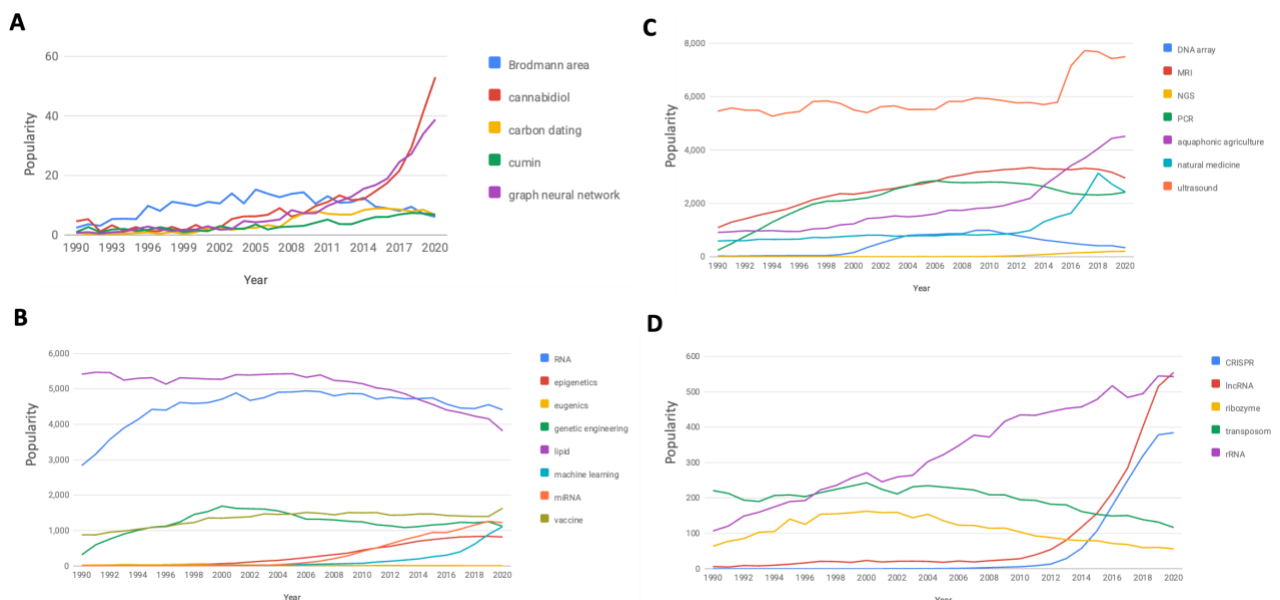 A
60
40
20
0
Popularity
1990 1993 1996 1999 2002 2005 2008 2011 2014 2017 2020
Year
Brodmann area
cannabidiol
carbon dating
cumin
graph neural network
B
6,000
5,000
4,000
3,000
2,000
1,000
0
Popularity
1990 1992 1994 1996 1998 2000 2002 2004 2006 2008 2010 2012 2014 2016 2018 2020
Year
RNA
epigenetics
eugenics
genetic engineering
lipid
machine learning
miRNA
vaccine
C
8,000
6,000
4,000
2,000
0
Popularity
1990 1992 1994 1996 1998 2000 2002 2004 2006 2008 2010 2012 2014 2016 2018 2020
Year
DNA array
MRI
NGS
PCR
aquaphonic agriculture
natural medicine
ultrasound
D
600
500
400
300
200
100
0
Popularity
1990 1992 1994 1996 1998 2000 2002 2004 2006 2008 2010 2012 2014 2016 2018 2020
Year
CRISPR
lncRNA
ribozyme
transposom
rRNA